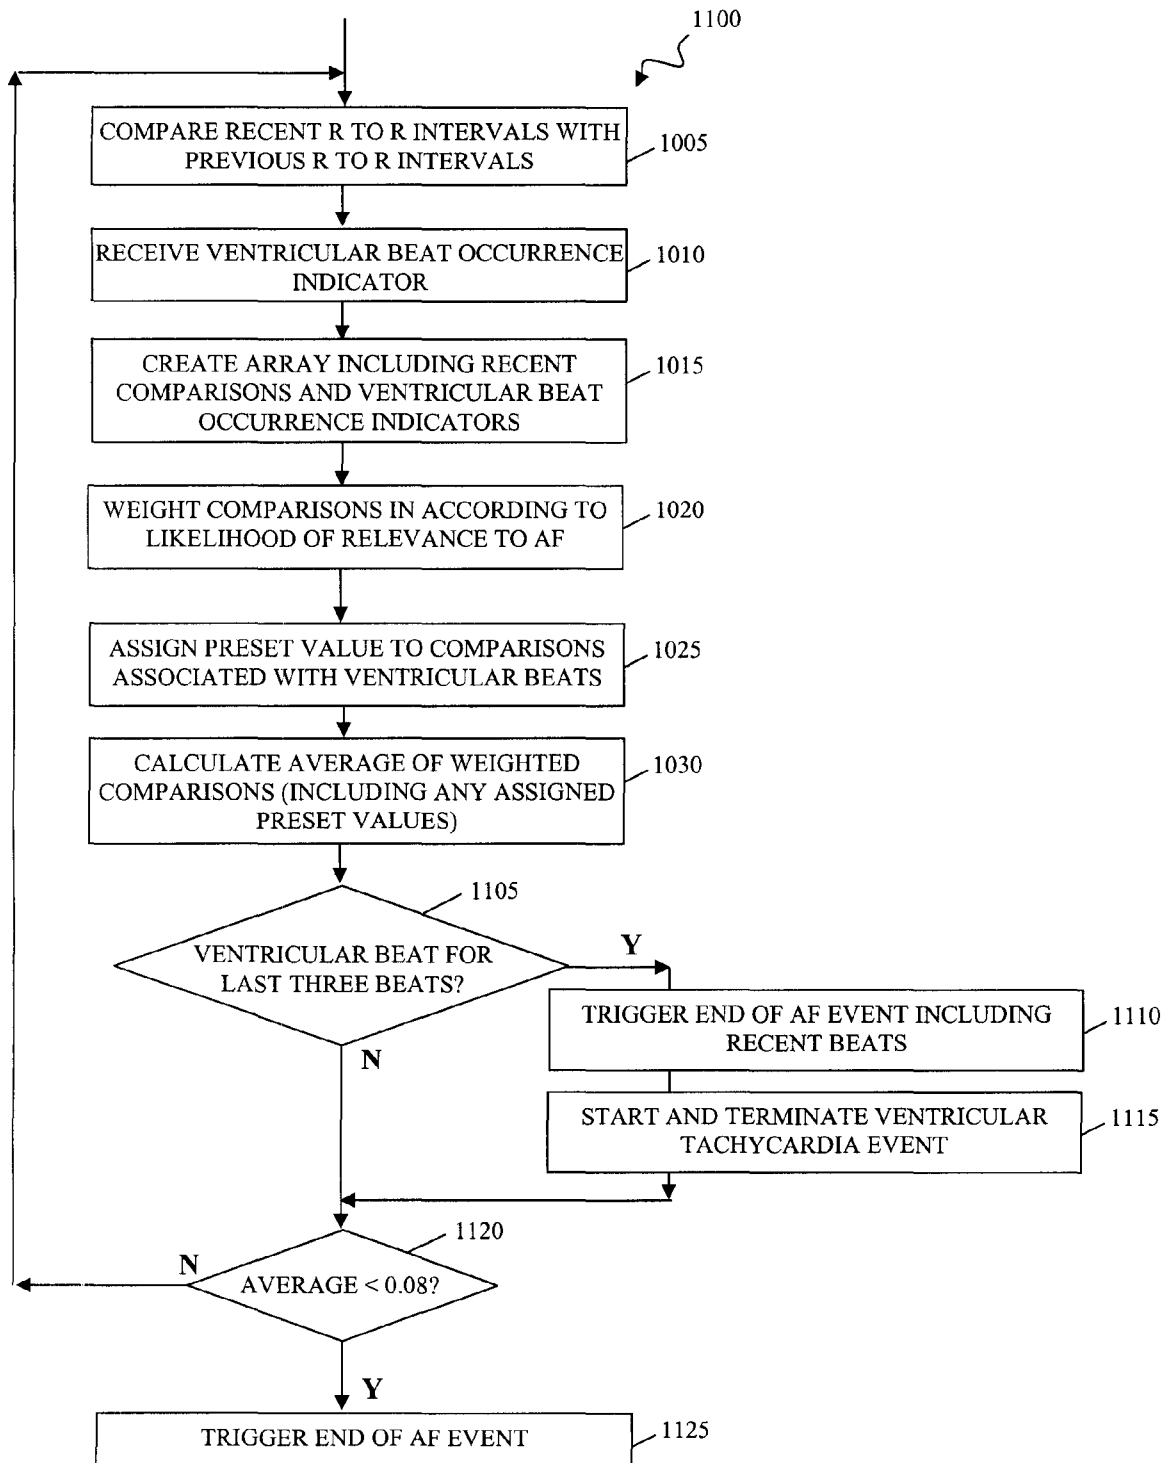 1100
COMPARE RECENT R TO R INTERVALS WITH
PREVIOUS R TO R INTERVALS
1005
RECEIVE VENTRICULAR BEAT OCCURRENCE
INDICATOR
1010
CREATE ARRAY INCLUDING RECENT
COMPARISONS AND VENTRICULAR BEAT
OCCURRENCE INDICATORS
1015
WEIGHT COMPARISONS IN ACCORDING TO
LIKELIHOOD OF RELEVANCE TO AF
1020
ASSIGN PRESET VALUE TO COMPARISONS
ASSOCIATED WITH VENTRICULAR BEATS
1025
CALCULATE AVERAGE OF WEIGHTED
COMPARISONS (INCLUDING ANY ASSIGNED
PRESET VALUES)
1030
1105
VENTRICULAR BEAT FOR
LAST THREE BEATS?
Y
N
TRIGGER END OF AF EVENT INCLUDING
RECENT BEATS
1110
START AND TERMINATE VENTRICULAR
TACHYCARDIA EVENT
1115
1120
N
AVERAGE < 0.08?
Y
TRIGGER END OF AF EVENT
1125